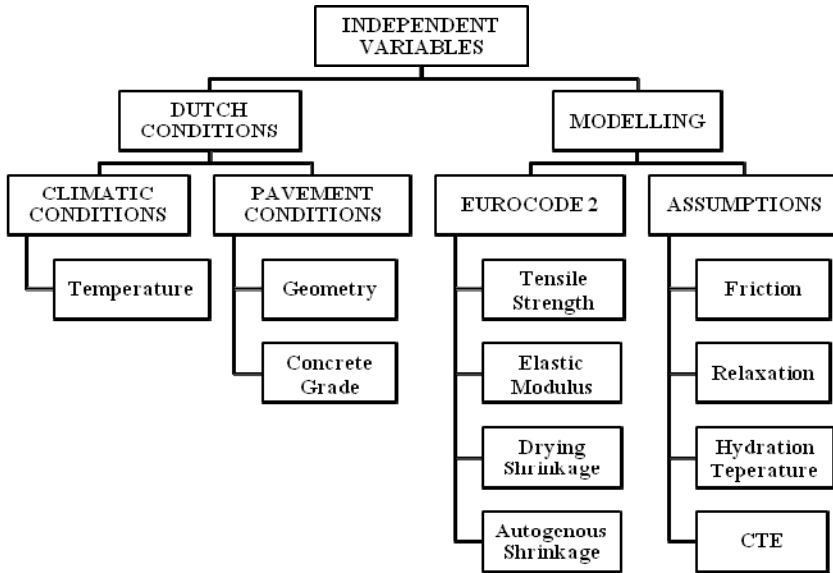 INDEPENDENT
VARIABLES
DUTCH
CONDITIONS
MODELLING
CLIMATIC
CONDITIONS
PAVEMENT
CONDITIONS
EUROCODE 2
ASSUMPTIONS
Temperature
Geometry
Concrete
Grade
Tensile
Strength
Elastic
Modulus
Drying
Shrinkage
Autogenous
Shrinkage
Friction
Relaxation
Hydration
Teperature
CTE